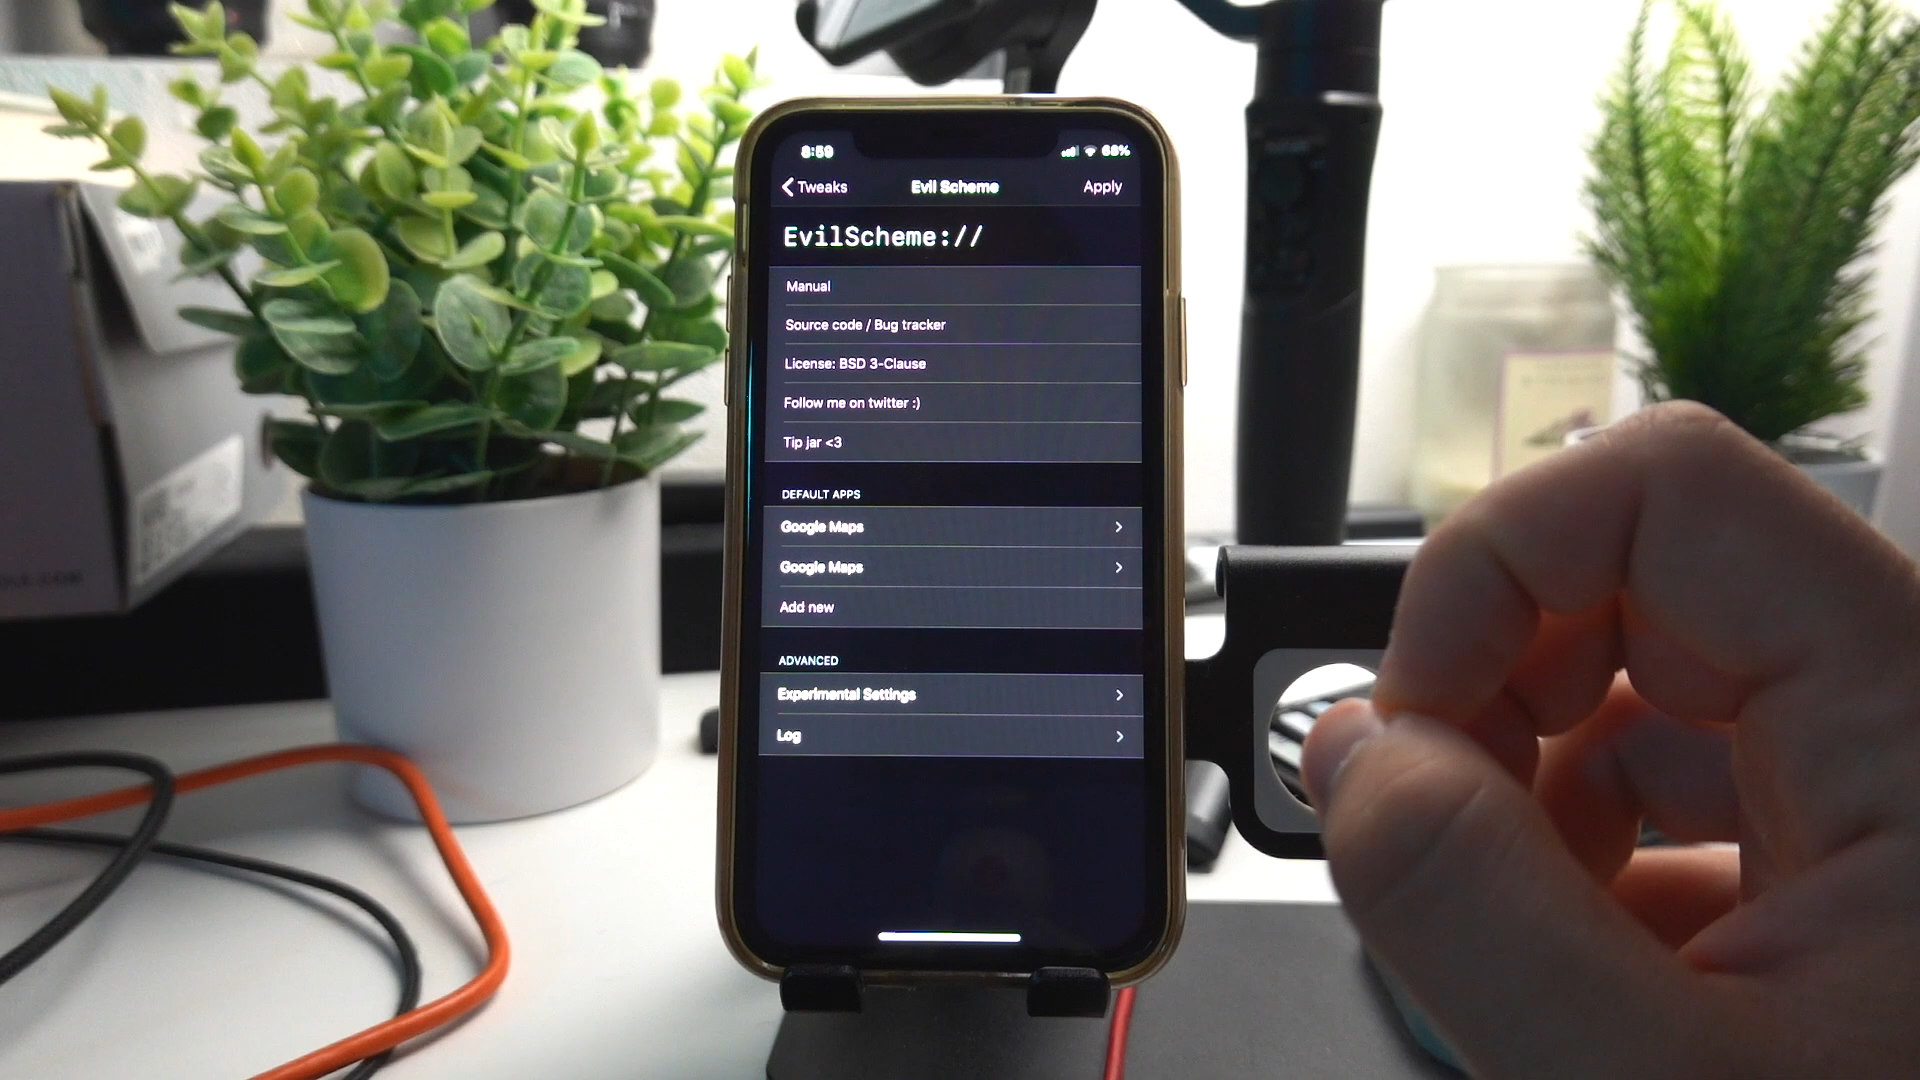 8:59
68%
Tweaks
Evil Scheme
Apply
EvilScheme://
Manual
Source code / Bug tracker
License: BSD 3-Clause
Follow me on twitter :)
Tip jar <3
DEFAULT APPS
Google Maps
Google Maps
Add new
ADVANCED
Experimental Settings
Log